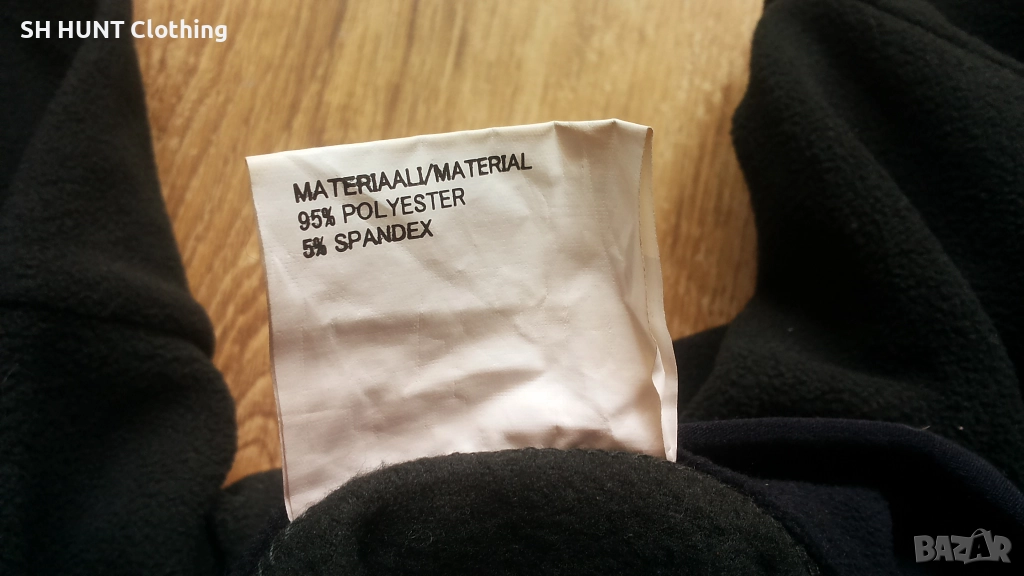 SH HUNT Clothing
MATERIAALI/MATERIAL
95% POLYESTER
5% SPANDEX
BAZAR